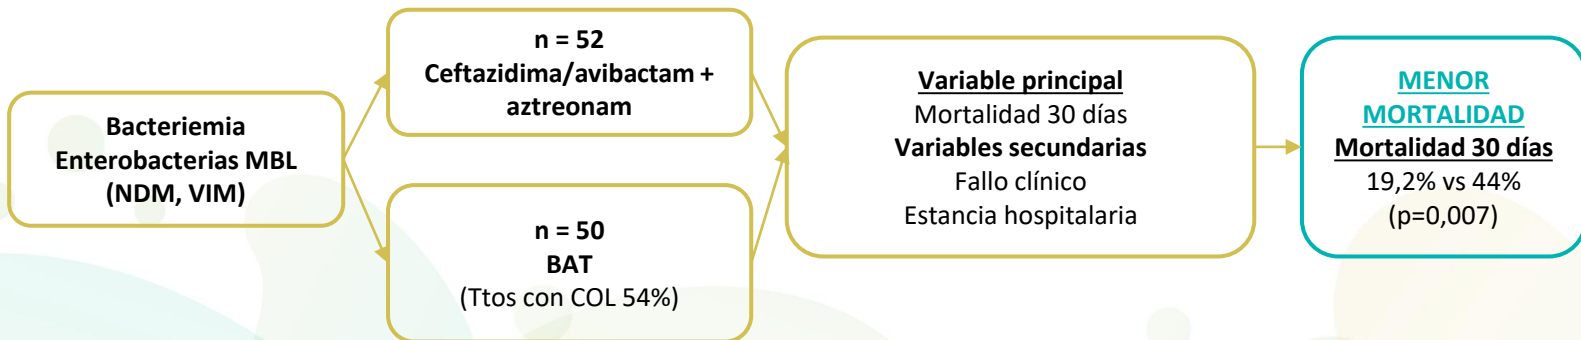 Bacteriemia
Enterobacterias MBL
(NDM, VIM)
n = 52
Ceftazidima/avibactam +
aztreonam
n = 50
BAT
(Ttos con COL 54%)
Variable principal
Mortalidad 30 días
Variables secundarias
Fallo clínico
Estancia hospitalaria
MENOR
MORTALIDAD
Mortalidad 30 días
19,2% vs 44%
(p=0,007)